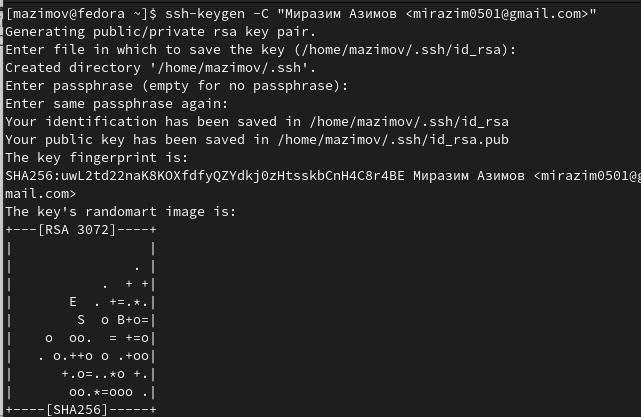 [mazimov@fedora ~]$ ssh-keygen -C "Миразим Азимов <mirazim0501@gmail.com>"
Generating public/private rsa key pair.
Enter file in which to save the key (/home/mazimov/.ssh/id_rsa):
Created directory '/home/mazimov/.ssh'.
Enter passphrase (empty for no passphrase):
Enter same passphrase again:
Your identification has been saved in /home/mazimov/.ssh/id_rsa
Your public key has been saved in /home/mazimov/.ssh/id_rsa.pub
The key fingerprint is:
SHA256:uwL2td22naK8KOXfdfyQZYdkj0zHtsskbCnH4C8r4BE Миразим Азимов <mirazim0501@g
mail.com>
The key's randomart image is:
+---[RSA 3072]----+
|                 |
|               . |
|           .  + +|
|       E  . +=.*.|
|        S  o B+o=|
|    o  oo.  = +=o|
|   . o.++o o .+oo|
|      +.o=..*o +.|
|       oo.*=ooo .|
+----[SHA256]-----+